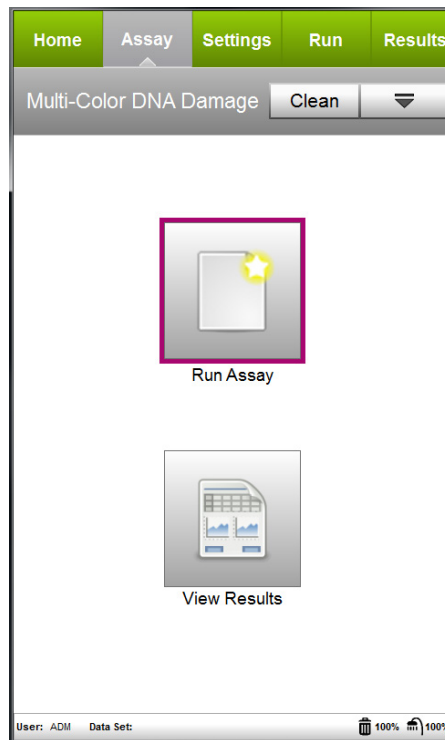 Home Assay Settings Run Results
Multi-Color DNA Damage Clean
Run Assay
View Results
User: ADM Data Set: 100% 100%